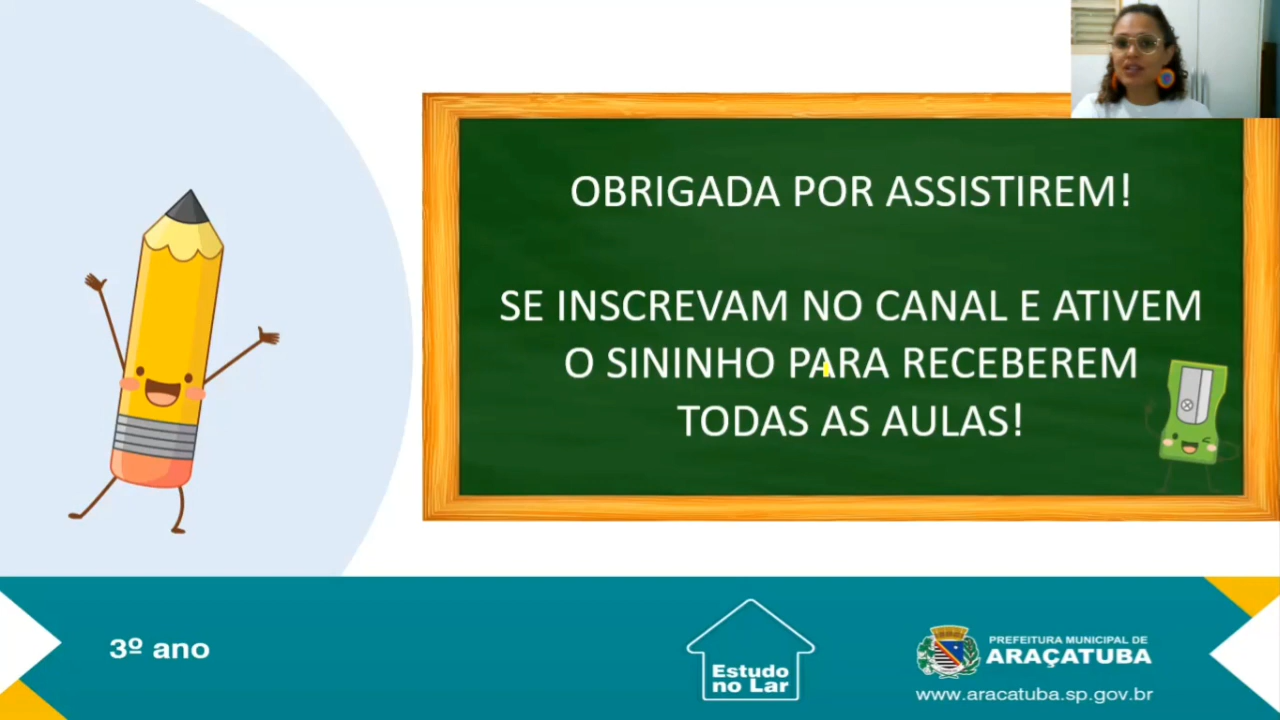 OBRIGADA POR ASSISTIREM!
SE INSCREVAM NO CANAL E ATIVEM
O SININHO PARA RECEBEREM
TODAS AS AULAS!
3º ano
Estudo
no Lar
PREFEITURA MUNICIPAL DE
ARAÇATUBA
www.aracatuba.sp.gov.br